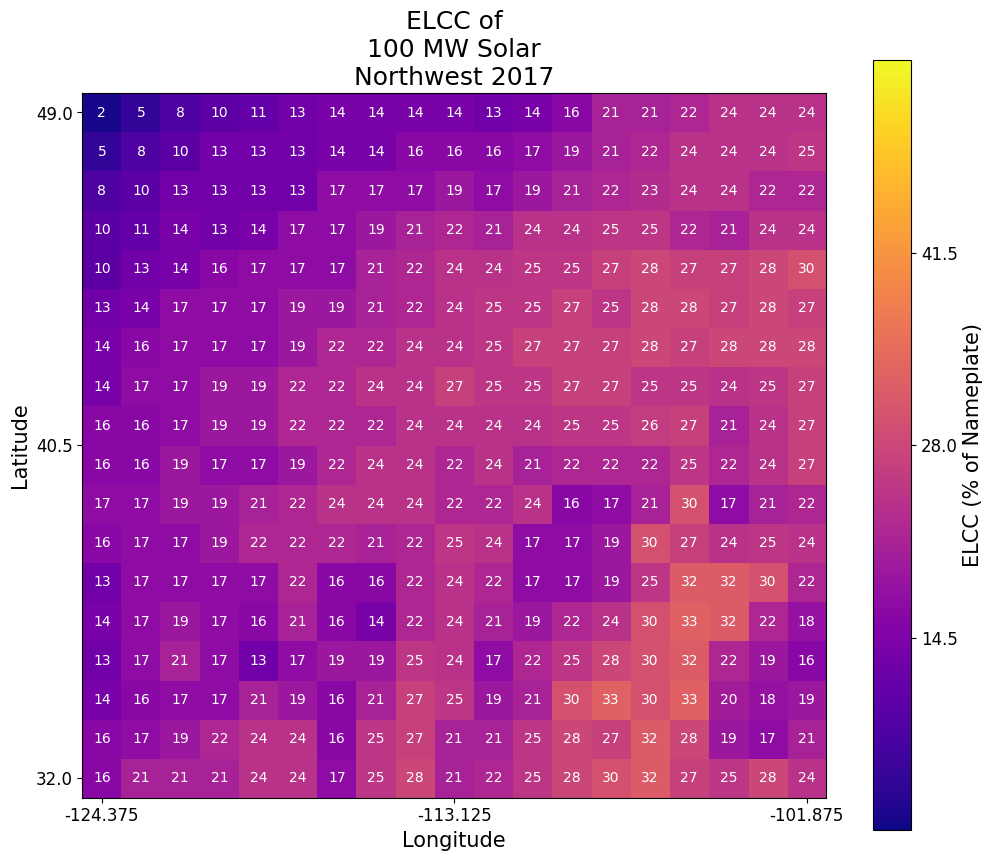 ELCC of
100 MW Solar
Northwest 2017
49.0 2 5 8 10 11 13 14 14 14 14 13 14 16 21 21 22 24 24 24
5 8 10 13 13 13 14 14 16 16 16 17 19 21 22 24 24 24 25
8 10 13 13 13 13 17 17 17 19 17 19 21 22 23 24 24 22 22
10 11 14 13 14 17 17 19 21 22 21 24 24 25 25 22 21 24 24
10 13 14 16 17 17 17 21 22 24 24 25 25 27 28 27 27 28 30
13 14 17 17 17 19 19 21 22 24 25 25 27 25 28 28 27 28 27
14 16 17 17 17 19 22 22 24 24 25 27 27 27 28 27 28 28 28
14 17 17 19 19 22 22 24 24 27 25 25 27 27 25 25 24 25 27
16 16 17 19 19 22 22 22 24 24 24 24 25 25 26 27 21 24 27
40.5
16 16 19 17 17 19 22 24 24 22 24 21 22 22 22 25 22 24 27
17 17 19 19 21 22 24 24 24 22 22 24 16 17 21 30 17 21 22
16 17 17 19 22 22 22 21 22 25 24 17 17 19 30 27 24 25 24
13 17 17 17 17 22 16 16 22 24 22 17 17 19 25 32 32 30 22
14 17 19 17 16 21 16 14 22 24 21 19 22 24 30 33 32 22 18
13 17 21 17 13 17 19 19 25 24 17 22 25 28 30 32 22 19 16
14 16 17 17 21 19 16 21 27 25 19 21 30 33 30 33 20 18 19
16 17 19 22 24 24 16 25 27 21 21 25 28 27 32 28 19 17 21
32.0 16 21 21 21 24 24 17 25 28 21 22 25 28 30 32 27 25 28 24
-124.375 -113.125 -101.875
Longitude
Latitude
41.5
28.0
14.5
ELCC (% of Nameplate)